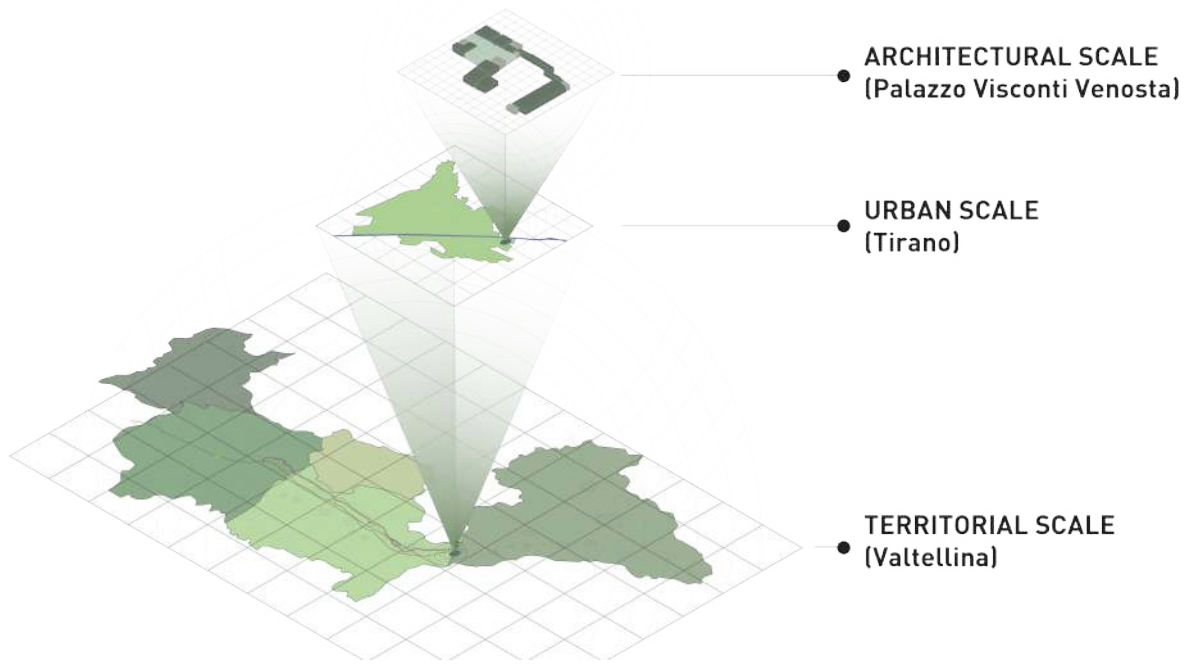 ARCHITECTURAL SCALE
(Palazzo Visconti Venosta)
URBAN SCALE
(Tirano)
TERRITORIAL SCALE
(Valtellina)